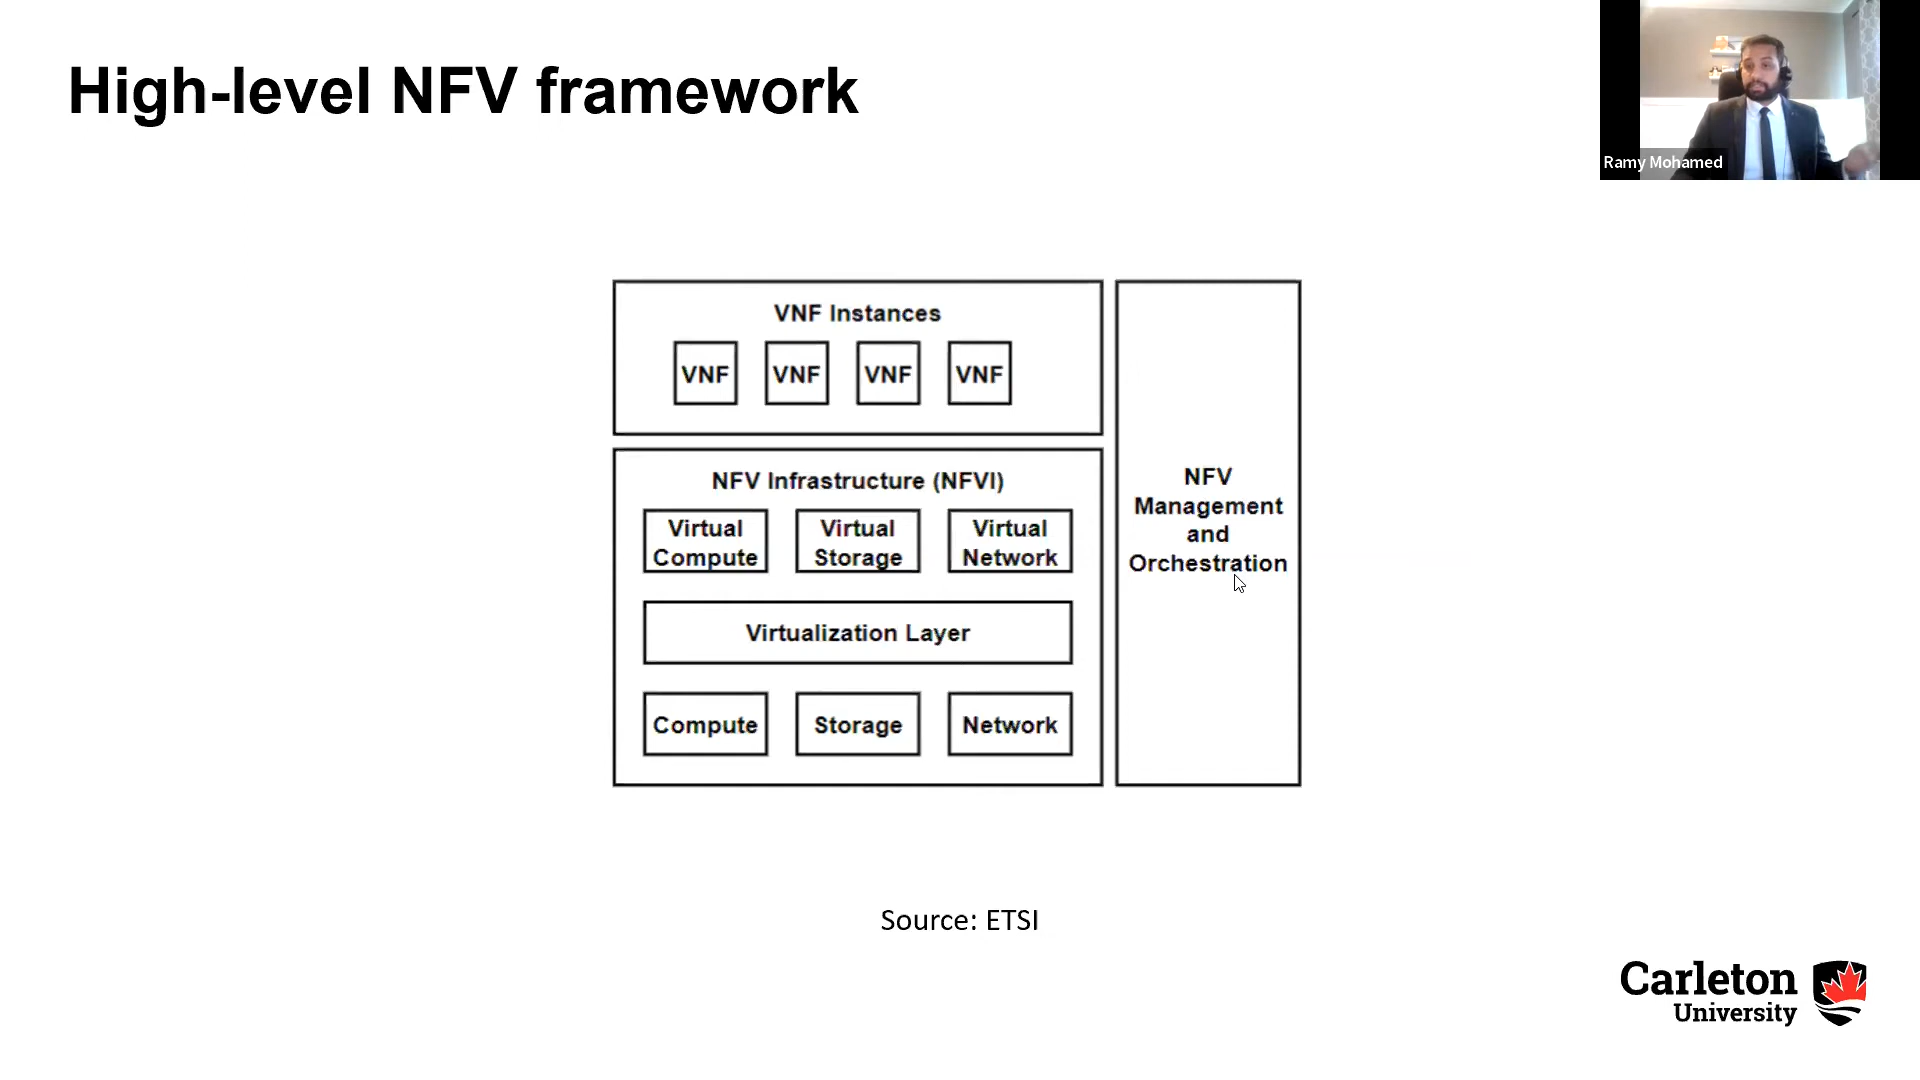 High-level NFV framework
Ramy Mohamed
VNF Instances
VNF VNF VNF VNF
NFV Infrastructure (NFVI)
Virtual Compute
Virtual Storage
Virtual Network
Virtualization Layer
Compute Storage Network
NFV
Management
and
Orchestration
Source: ETSI
Carleton
University